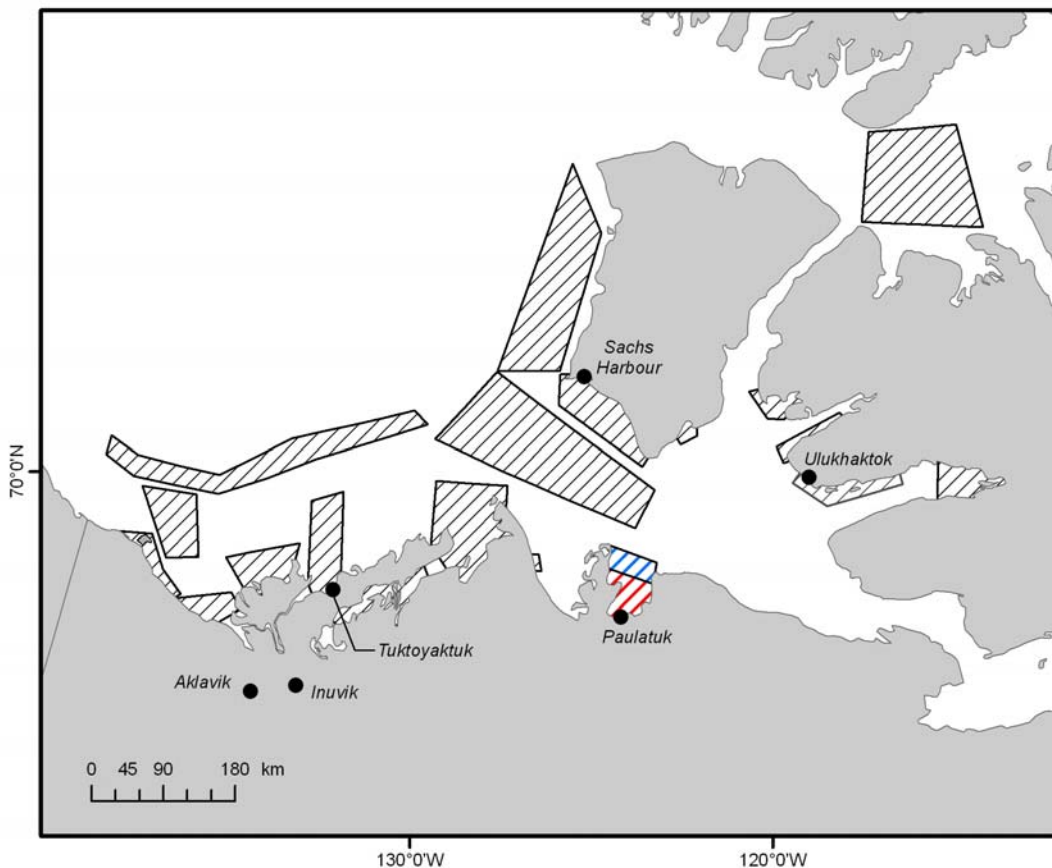 Sachs
Harbour
70°0'N
Ulukhaktok
Paulatuk
Tuktoyaktuk
Aklavik
Inuvik
0 45 90 180 km
130°0'W
120°0'W